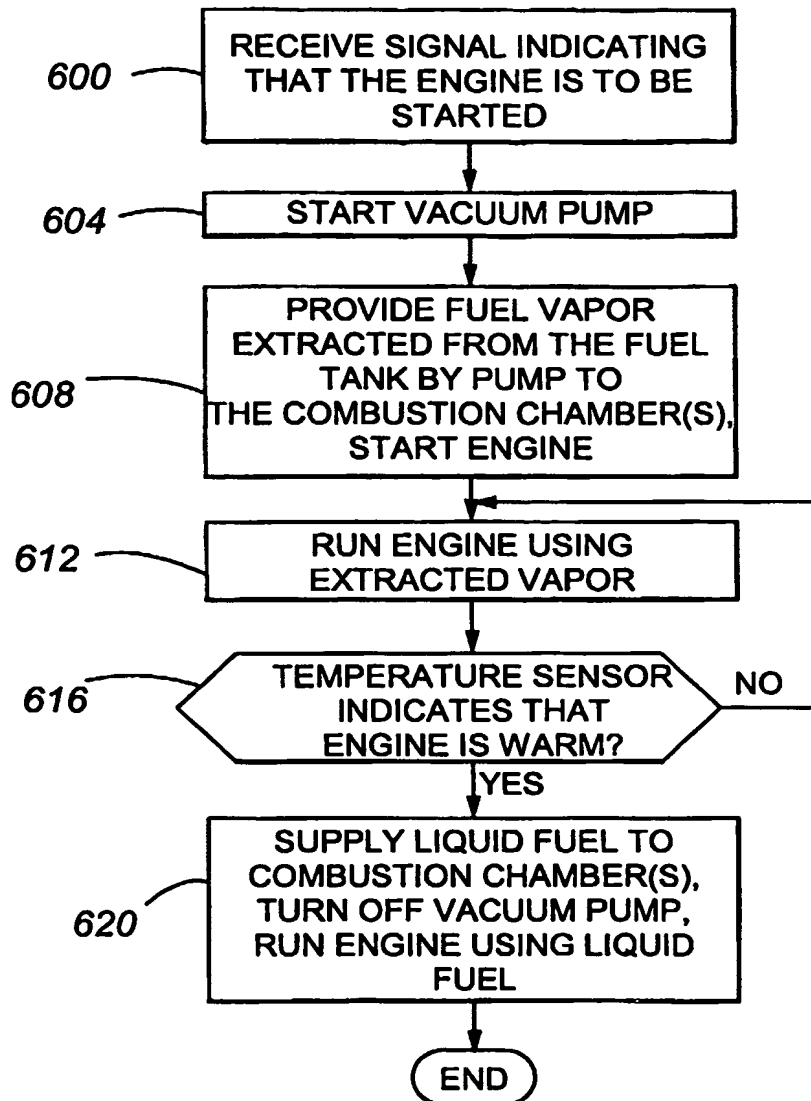 600
RECEIVE SIGNAL INDICATING
THAT THE ENGINE IS TO BE
STARTED
604
START VACUUM PUMP
608
PROVIDE FUEL VAPOR
EXTRACTED FROM THE FUEL
TANK BY PUMP TO
THE COMBUSTION CHAMBER(S),
START ENGINE
612
RUN ENGINE USING
EXTRACTED VAPOR
616
TEMPERATURE SENSOR
INDICATES THAT
ENGINE IS WARM?
NO
YES
620
SUPPLY LIQUID FUEL TO
COMBUSTION CHAMBER(S),
TURN OFF VACUUM PUMP,
RUN ENGINE USING LIQUID
FUEL
END